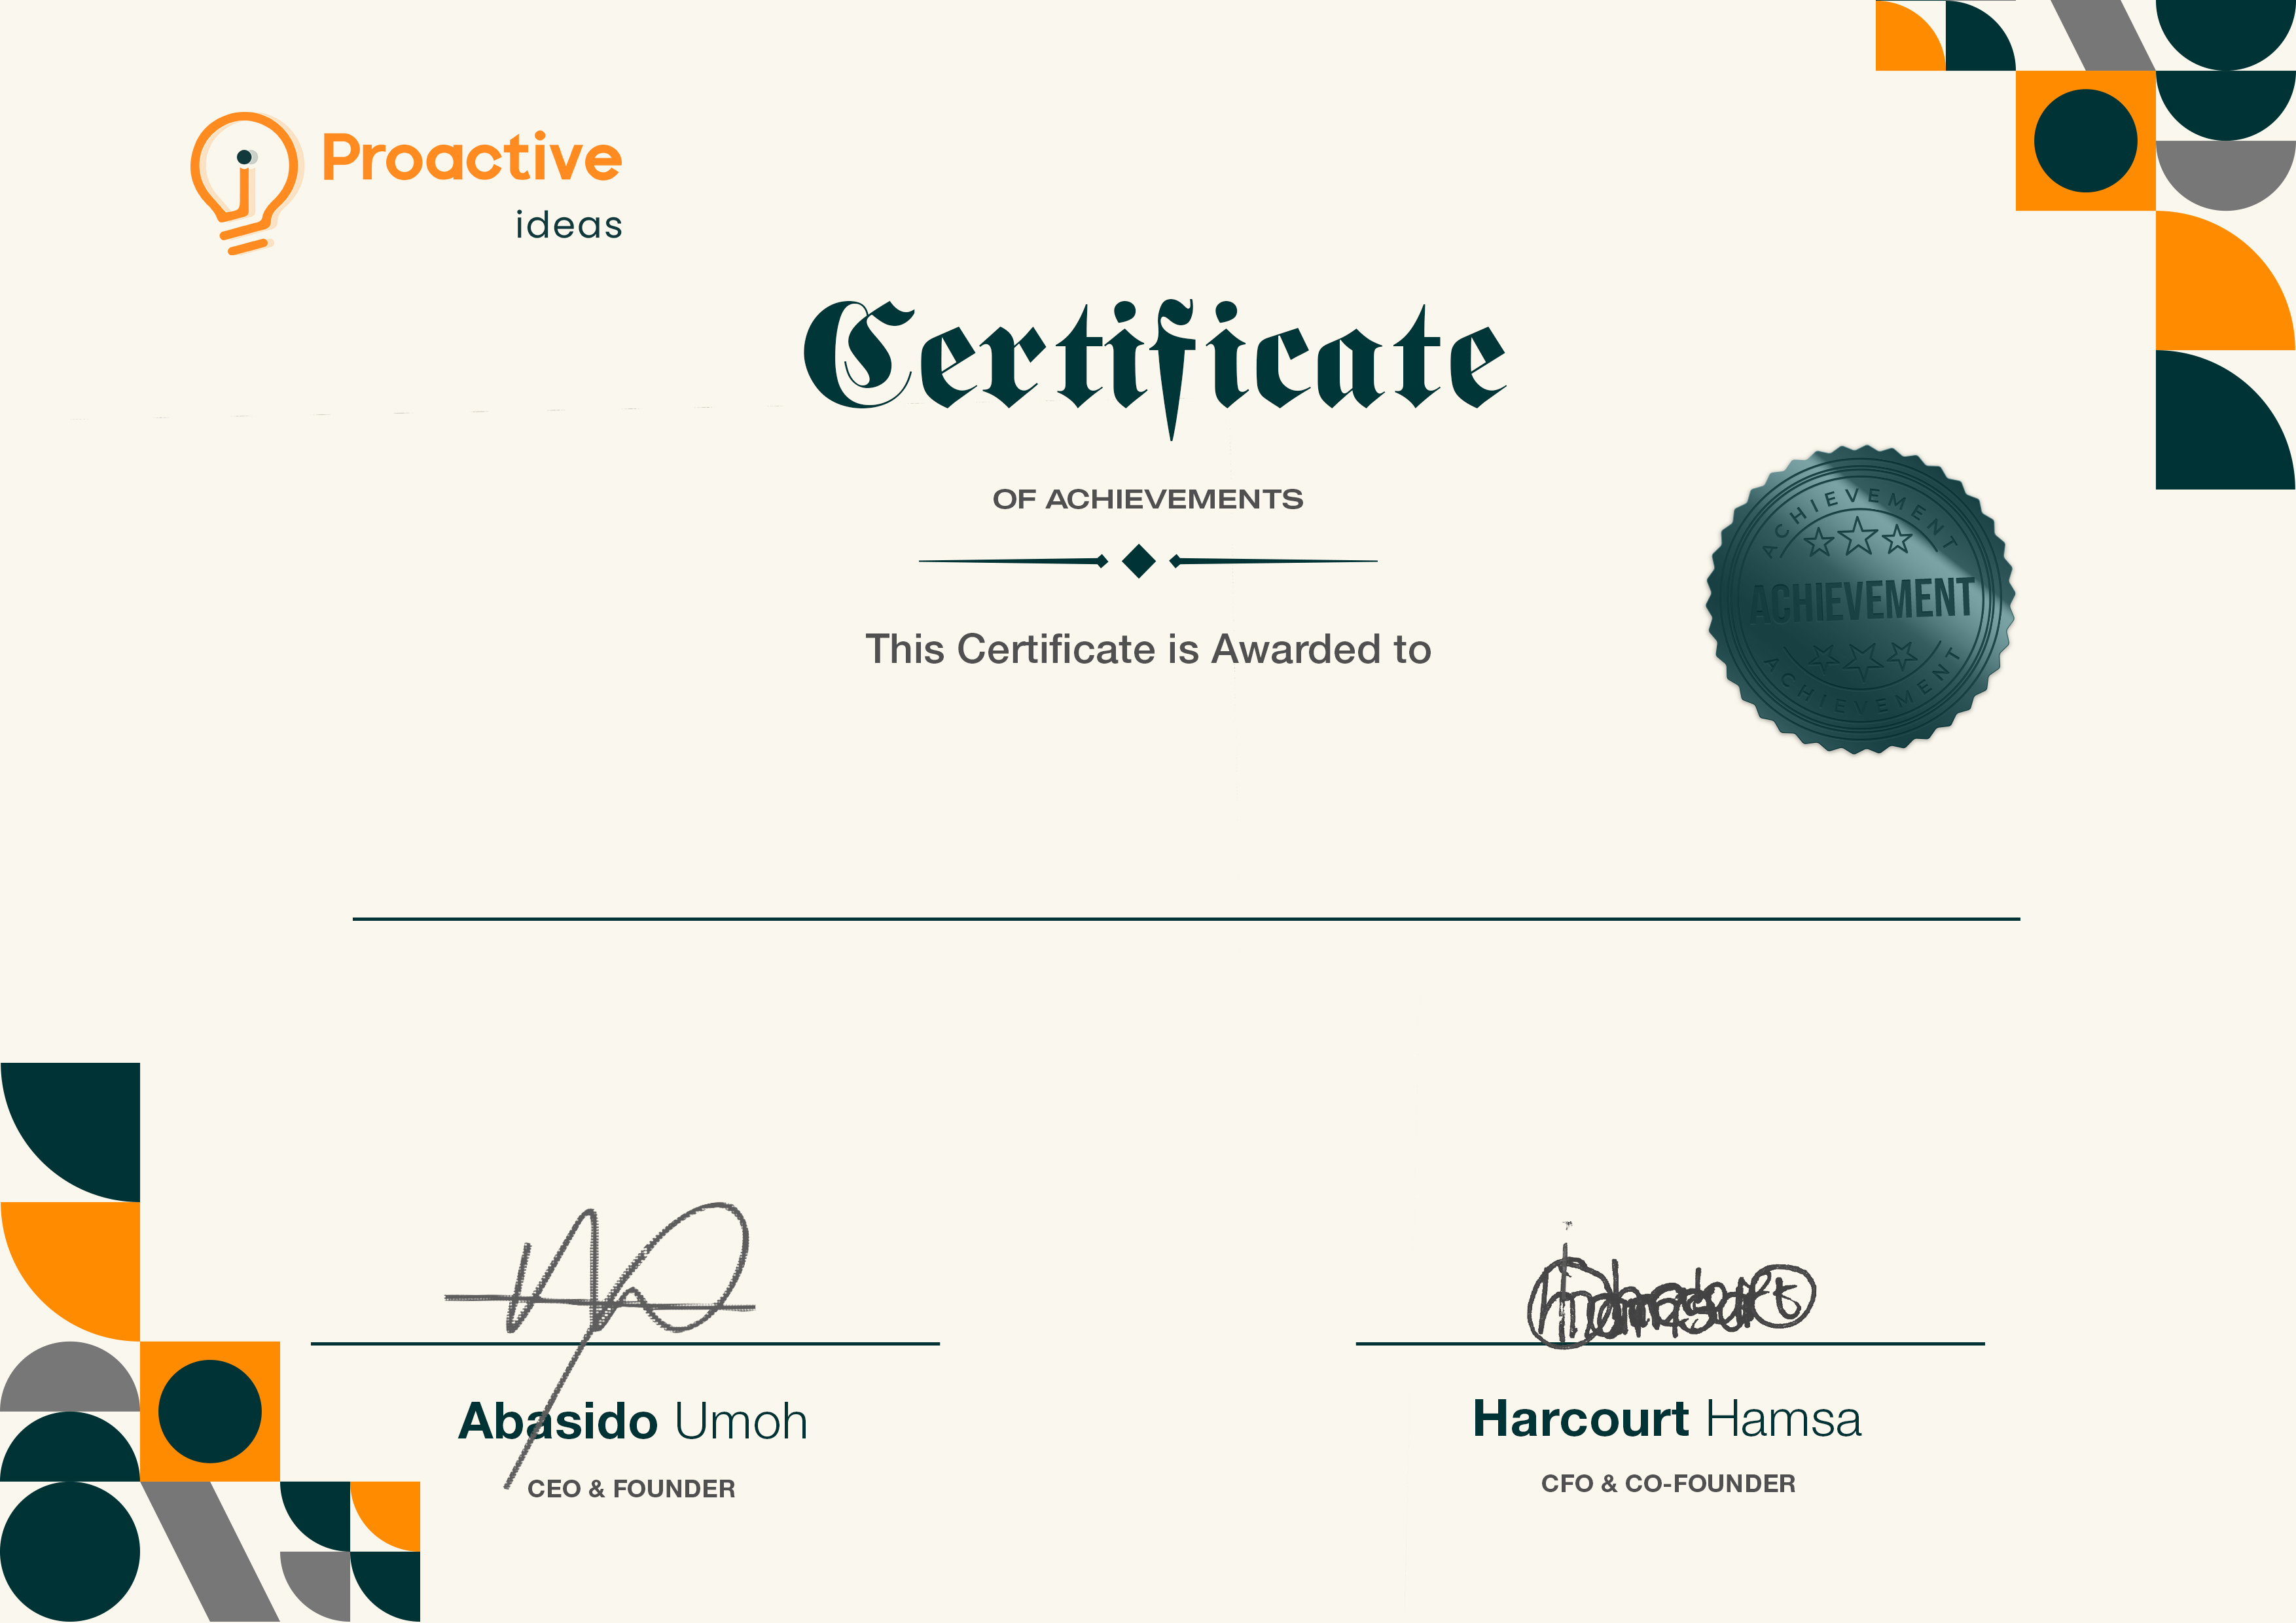 Proactive
ideas
Certificate
OF ACHIEVEMENTS
This Certificate is Awarded to
ACHIEVEMENT
ACHIEVEMENT
ACHIEVEMENT
Abasido Umoh
CEO & FOUNDER
Harcourt Hamsa
CFO & CO-FOUNDER